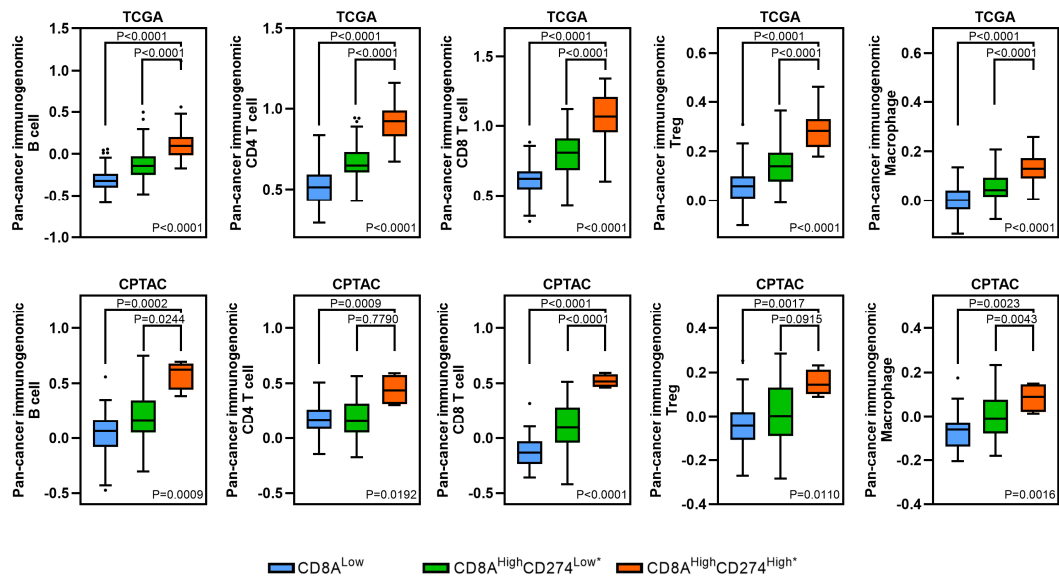 TCGA
Pan-cancer immunogenomic
B cell
1.5
1.0
0.5
0.0
-0.5
-1.0
P<0.0001
P<0.0001
P<0.0001
TCGA
Pan-cancer immunogenomic
CD4 T cell
1.5
1.0
0.5
P<0.0001
P<0.0001
P<0.0001
TCGA
Pan-cancer immunogenomic
CD8 T cell
1.5
1.0
0.5
P<0.0001
P<0.0001
P<0.0001
TCGA
Pan-cancer immunogenomic
Treg
0.6
0.4
0.2
0.0
P<0.0001
P<0.0001
P<0.0001
TCGA
Pan-cancer immunogenomic
Macrophage
0.6
0.4
0.2
0.0
P<0.0001
P<0.0001
P<0.0001
CPTAC
Pan-cancer immunogenomic
B cell
1.0
0.5
0.0
-0.5
P=0.0002
P=0.0244
P=0.0009
CPTAC
Pan-cancer immunogenomic
CD4 T cell
1.0
0.5
0.0
-0.5
P=0.0009
P=0.7790
P=0.0192
CPTAC
Pan-cancer immunogenomic
CD8 T cell
1.0
0.5
0.0
-0.5
P<0.0001
P<0.0001
P<0.0001
CPTAC
Pan-cancer immunogenomic
Treg
0.4
0.2
0.0
-0.2
-0.4
P=0.0017
P=0.0915
P=0.0110
CPTAC
Pan-cancer immunogenomic
Macrophage
0.4
0.2
0.0
-0.2
-0.4
P=0.0023
P=0.0043
P=0.0016
CD8A^Low CD8A^High CD274^Low* CD8A^High CD274^High*